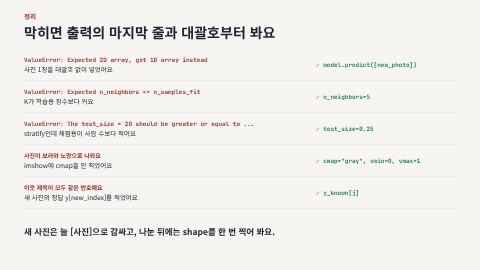 정리
막히면 출력의 마지막 줄과 대괄호부터 봐요
ValueError: Expected 2D array, got 1D array instead
사진 1장을 대괄호 없이 넣었어요
✓ model.predict([new_photo])
ValueError: Expected n_neighbors <= n_samples_fit
K가 학습용 장수보다 커요
✓ n_neighbors=5
ValueError: The test_size = 20 should be greater or equal to ...
stratify인데 채점용이 사람 수보다 적어요
✓ test_size=0.25
사진이 보라와 노랑으로 나와요
imshow에 cmap을 안 적었어요
✓ cmap="gray", vmin=0, vmax=1
이웃 제목이 모두 같은 번호예요
새 사진의 정답 y[new_index]를 적었어요
✓ y_known[j]
새 사진은 늘 [사진]으로 감싸고, 나눈 뒤에는 shape를 한 번 찍어 봐요.